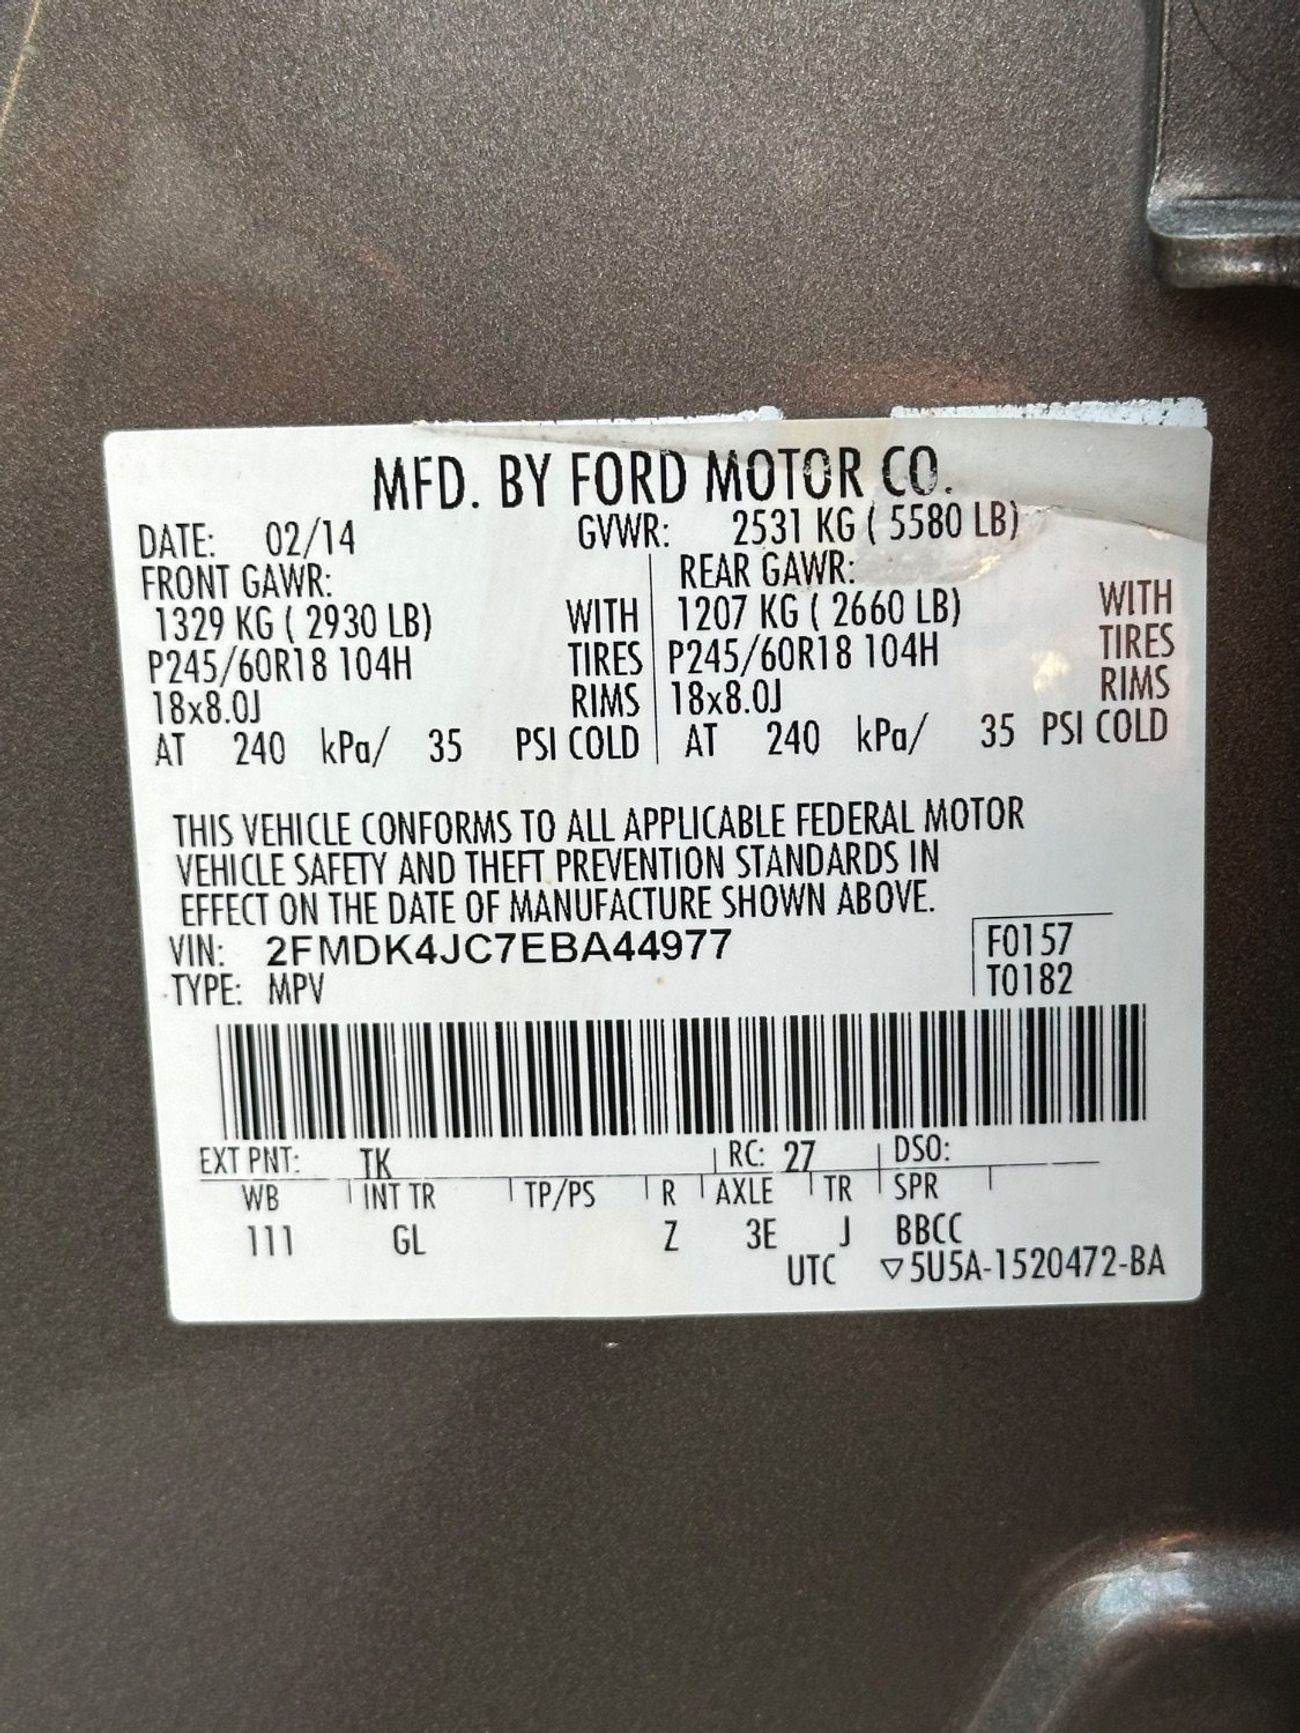 MFD. BY FORD MOTOR CO.
DATE: 02/14 GVWR: 2531 KG ( 5580 LB)
FRONT GAWR: REAR GAWR:
1329 KG ( 2930 LB) WITH 1207 KG ( 2660 LB) WITH
P245/60R18 104H TIRES P245/60R18 104H TIRES
18x8.0J RIMS 18x8.0J RIMS
AT 240 kPa/ 35 PSI COLD AT 240 kPa/ 35 PSI COLD
THIS VEHICLE CONFORMS TO ALL APPLICABLE FEDERAL MOTOR
VEHICLE SAFETY AND THEFT PREVENTION STANDARDS IN
EFFECT ON THE DATE OF MANUFACTURE SHOWN ABOVE.
VIN: 2FMDK4JC7EBA44977 F0157
TYPE: MPV T0182
EXT PNT: TK RC: 27 DSO:
WB INT TR TP/PS R AXLE TR SPR
111 GL Z 3E J BBCC
UTC ▽5U5A-1520472-BA